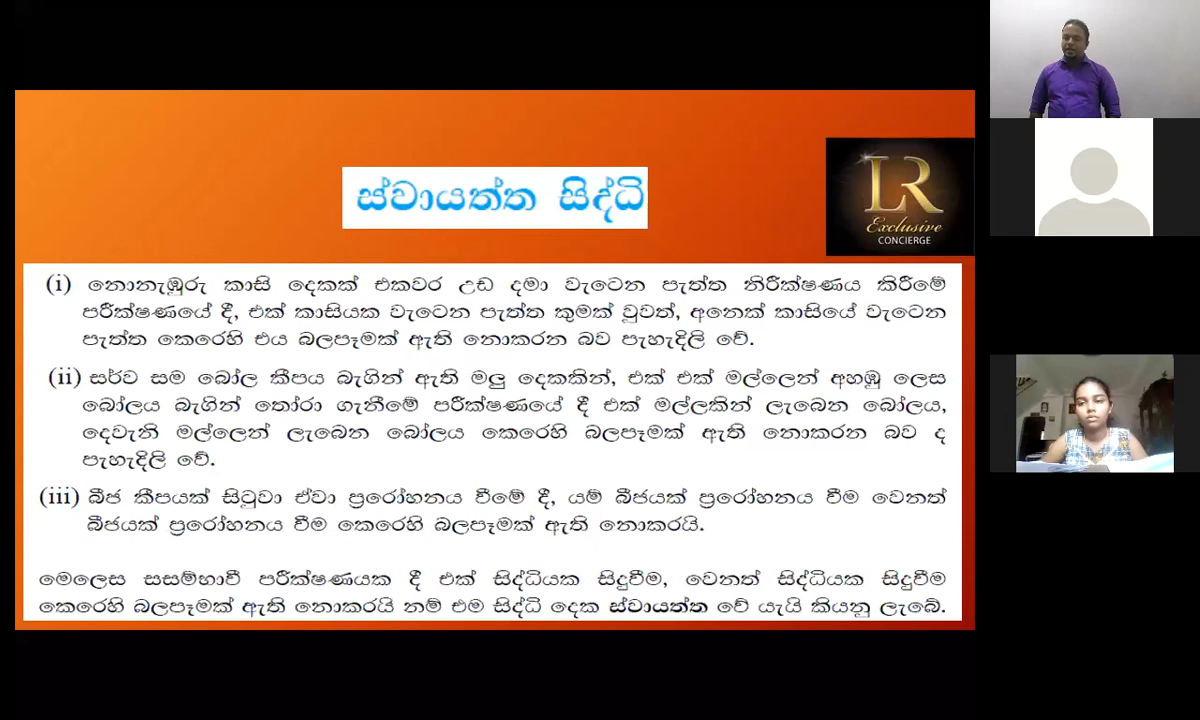 ස්වායත්ත සිද්ධි
LR
Exclusive
CONCIERGE
(i) නොනැඹුරු කාසි දෙකක් එකවර උඩ දමා වැටෙන පැත්ත නිරීක්ෂණය කිරීමේ
පරීක්ෂණයේ දී, එක් කාසියක වැටෙන පැත්ත කුමක් වුවත්, අනෙක් කාසියේ වැටෙන
පැත්ත කෙරෙහි එය බලපෑමක් ඇති නොකරන බව පැහැදිලි වේ.
(ii) සර්ව සම බෝල කීපය බැගින් ඇති මලු දෙකකින්, එක් එක් මල්ලෙන් අහඹු ලෙස
බෝලය බැගින් තෝරා ගැනීමේ පරීක්ෂණයේ දී එක් මල්ලකින් ලැබෙන බෝලය,
දෙවැනි මල්ලෙන් ලැබෙන බෝලය කෙරෙහි බලපෑමක් ඇති නොකරන බව ද
පැහැදිලි වේ.
(iii) බීජ කීපයක් සිටුවා ඒවා ප්‍රරෝහනය වීමේ දී, යම් බීජයක් ප්‍රරෝහනය වීම වෙනත්
බීජයක් ප්‍රරෝහනය වීම කෙරෙහි බලපෑමක් ඇති නොකරයි.
මෙලෙස සසම්භාවී පරීක්ෂණයක දී එක් සිද්ධියක සිදුවීම, වෙනත් සිද්ධියක සිදුවීම
කෙරෙහි බලපෑමක් ඇති නොකරයි නම් එම සිද්ධි දෙක ස්වායත්ත වේ යැයි කියනු ලැබේ.